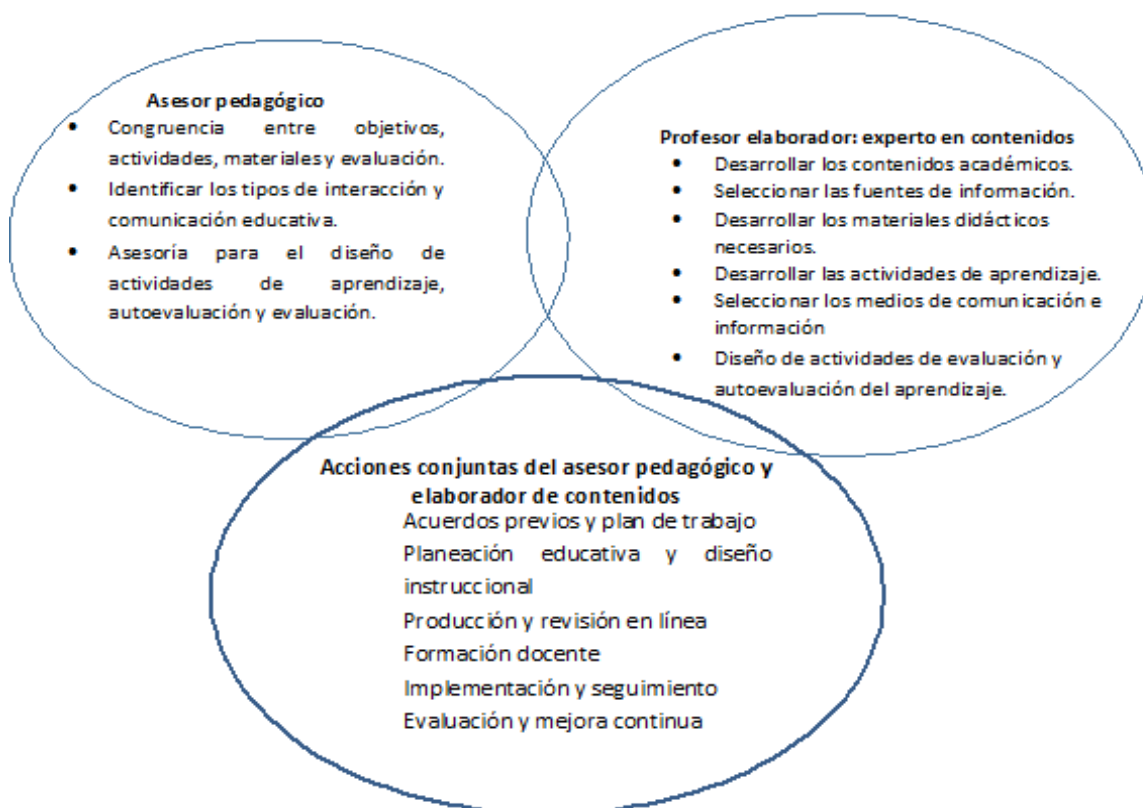 Asesor pedagógico
• Congruencia entre objetivos,
actividades, materiales y evaluación.
• Identificar los tipos de interacción y
comunicación educativa.
• Asesoría para el diseño de
actividades de aprendizaje,
autoevaluación y evaluación.
Profesor elaborador: experto en contenidos
• Desarrollar los contenidos académicos.
• Seleccionar las fuentes de información.
• Desarrollar los materiales didácticos
necesarios.
• Desarrollar las actividades de aprendizaje.
• Seleccionar los medios de comunicación e
información
• Diseño de actividades de evaluación y
autoevaluación del aprendizaje.
Acciones conjuntas del asesor pedagógico y
elaborador de contenidos
Acuerdos previos y plan de trabajo
Planeación educativa y diseño
instruccional
Producción y revisión en línea
Formación docente
Implementación y seguimiento
Evaluación y mejora continua